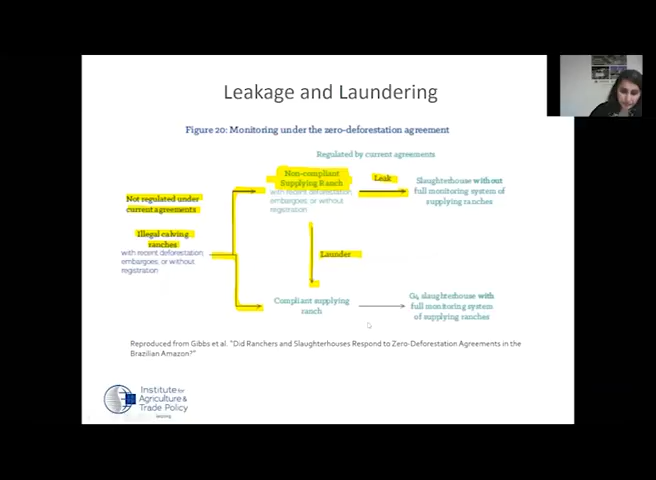 Leakage and Laundering
Figure 20: Monitoring under the zero-deforestation agreement
Regulated by current agreements
Non-compliant
Supplying Ranch
with recent deforestation;
embargoes; or without
registration
Leak
Slaughterhouse without
full monitoring system of
supplying ranches
Not regulated under
current agreements
Illegal calving
ranches
with recent deforestation;
embargoes, or without
registration
Launder
Compliant supplying
ranch
G4 slaughterhouse with
full monitoring system
of supplying ranches
Reproduced from Gibbs et al. "Did Ranchers and Slaughterhouses Respond to Zero-Deforestation Agreements in the
Brazilian Amazon?"
Institute for
Agriculture &
Trade Policy